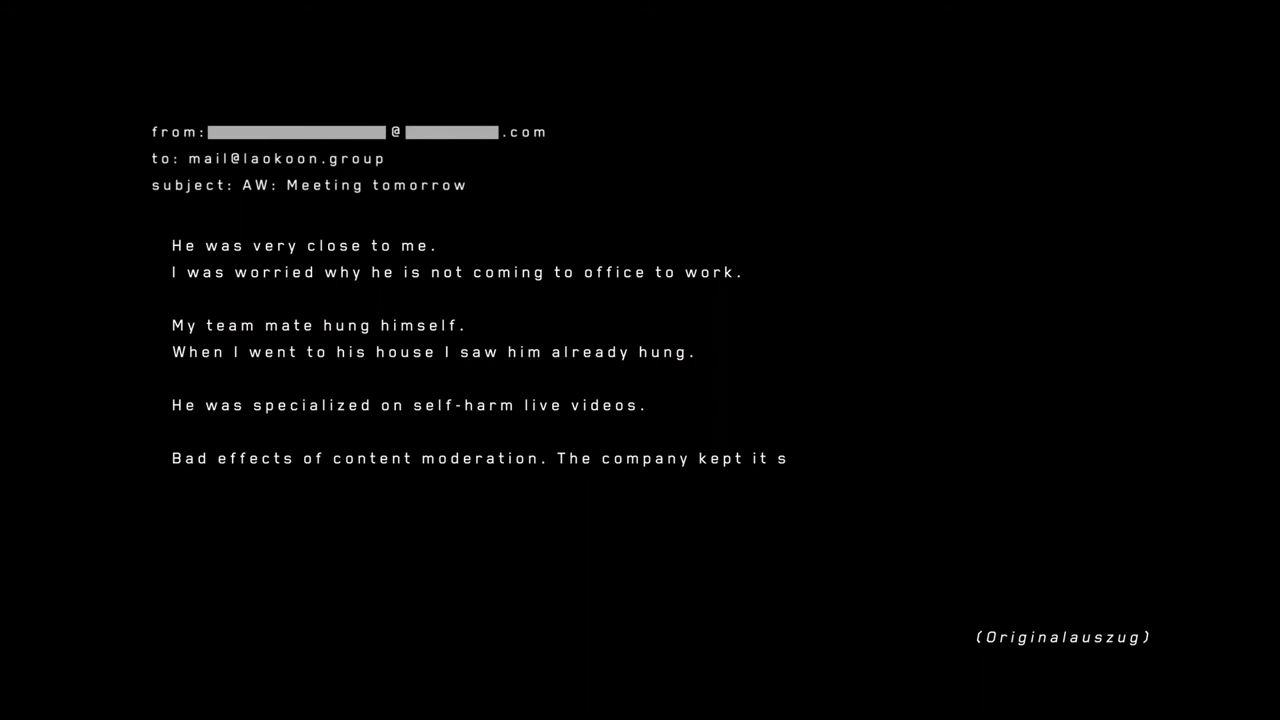 from: @ .com
to: mail@laokoon.group
subject: AW: Meeting tomorrow
He was very close to me.
I was worried why he is not coming to office to work.
My team mate hung himself.
When I went to his house I saw him already hung.
He was specialized on self-harm live videos.
Bad effects of content moderation. The company kept it s
(Originalauszug)